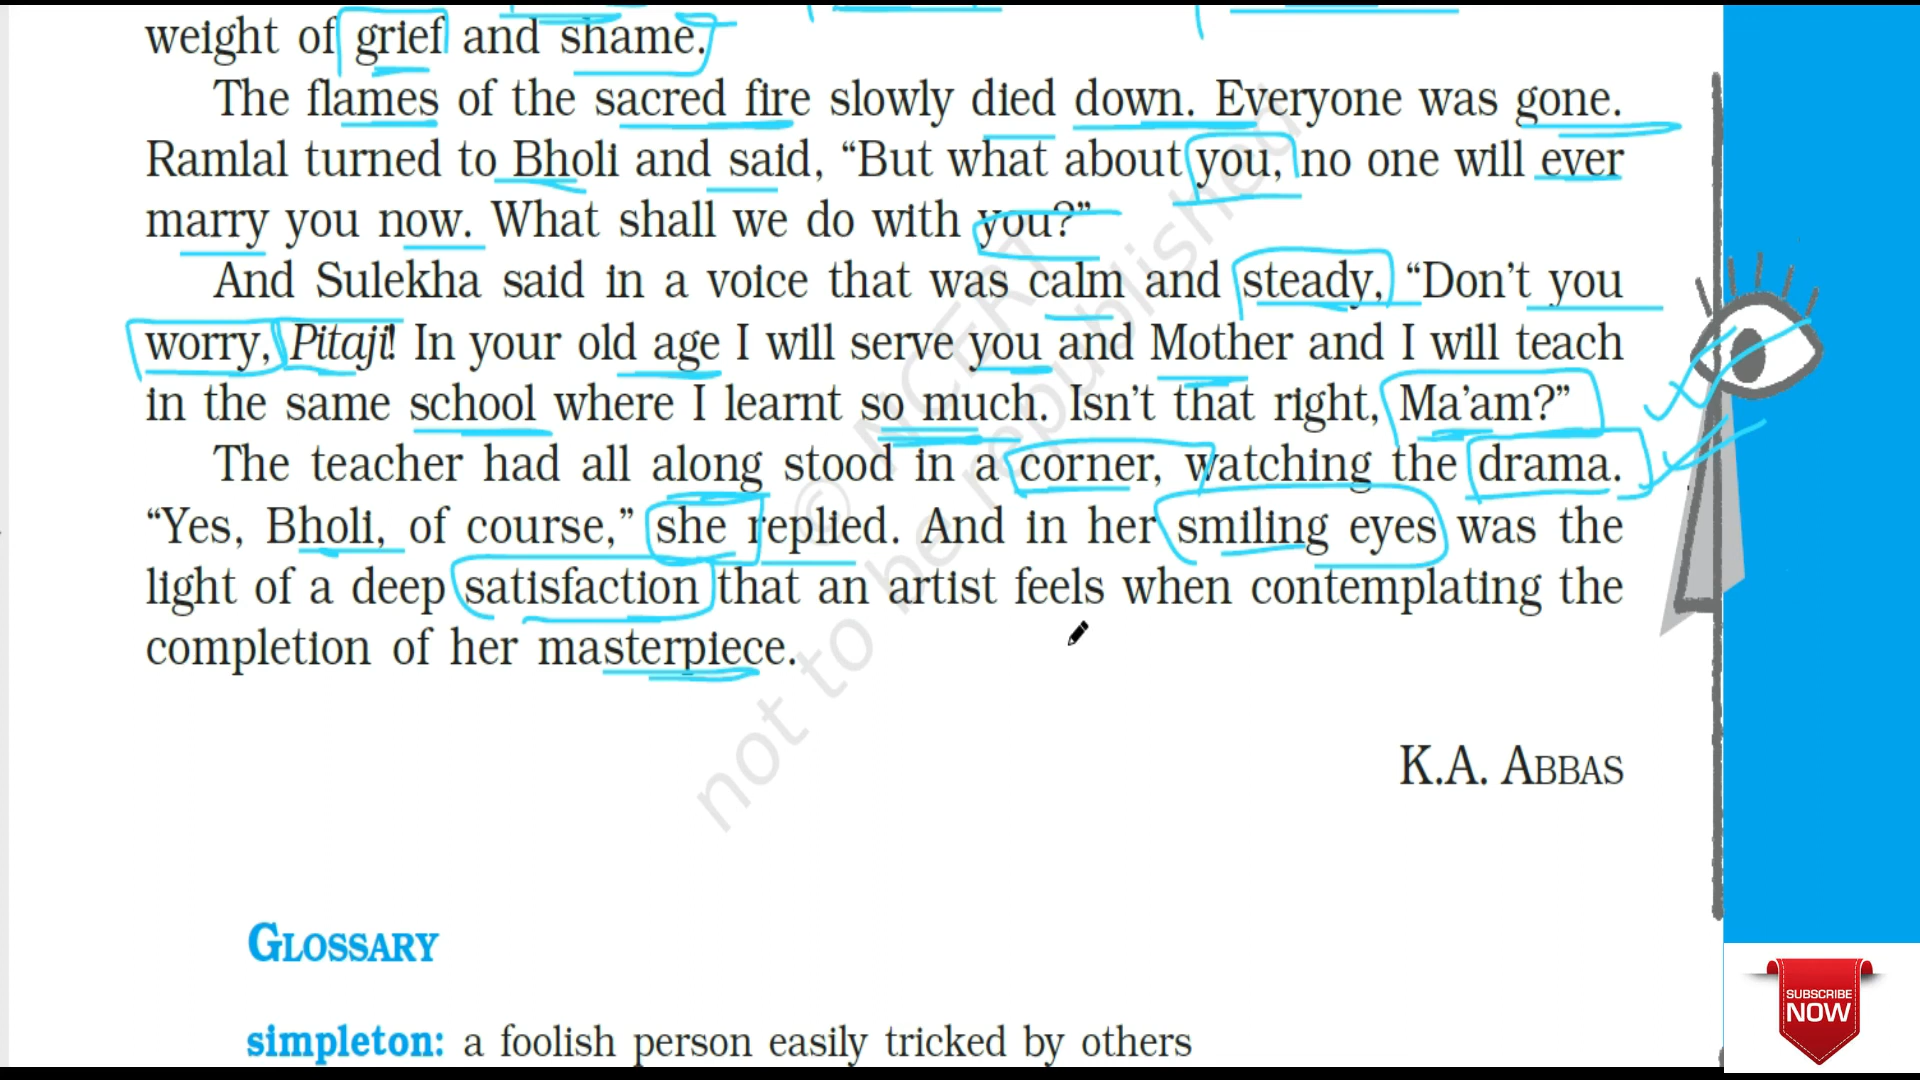 weight of grief and shame.
The flames of the sacred fire slowly died down. Everyone was gone.
Ramlal turned to Bholi and said, “But what about you, no one will ever
marry you now. What shall we do with you?”
And Sulekha said in a voice that was calm and steady, “Don’t you
worry, Pitaji! In your old age I will serve you and Mother and I will teach
in the same school where I learnt so much. Isn’t that right, Ma’am?”
The teacher had all along stood in a corner, watching the drama.
“Yes, Bholi, of course,” she replied. And in her smiling eyes was the
light of a deep satisfaction that an artist feels when contemplating the
completion of her masterpiece.
© NCERT
not to be republished
K.A. ABBAS
GLOSSARY
simpleton: a foolish person easily tricked by others
SUBSCRIBE
NOW